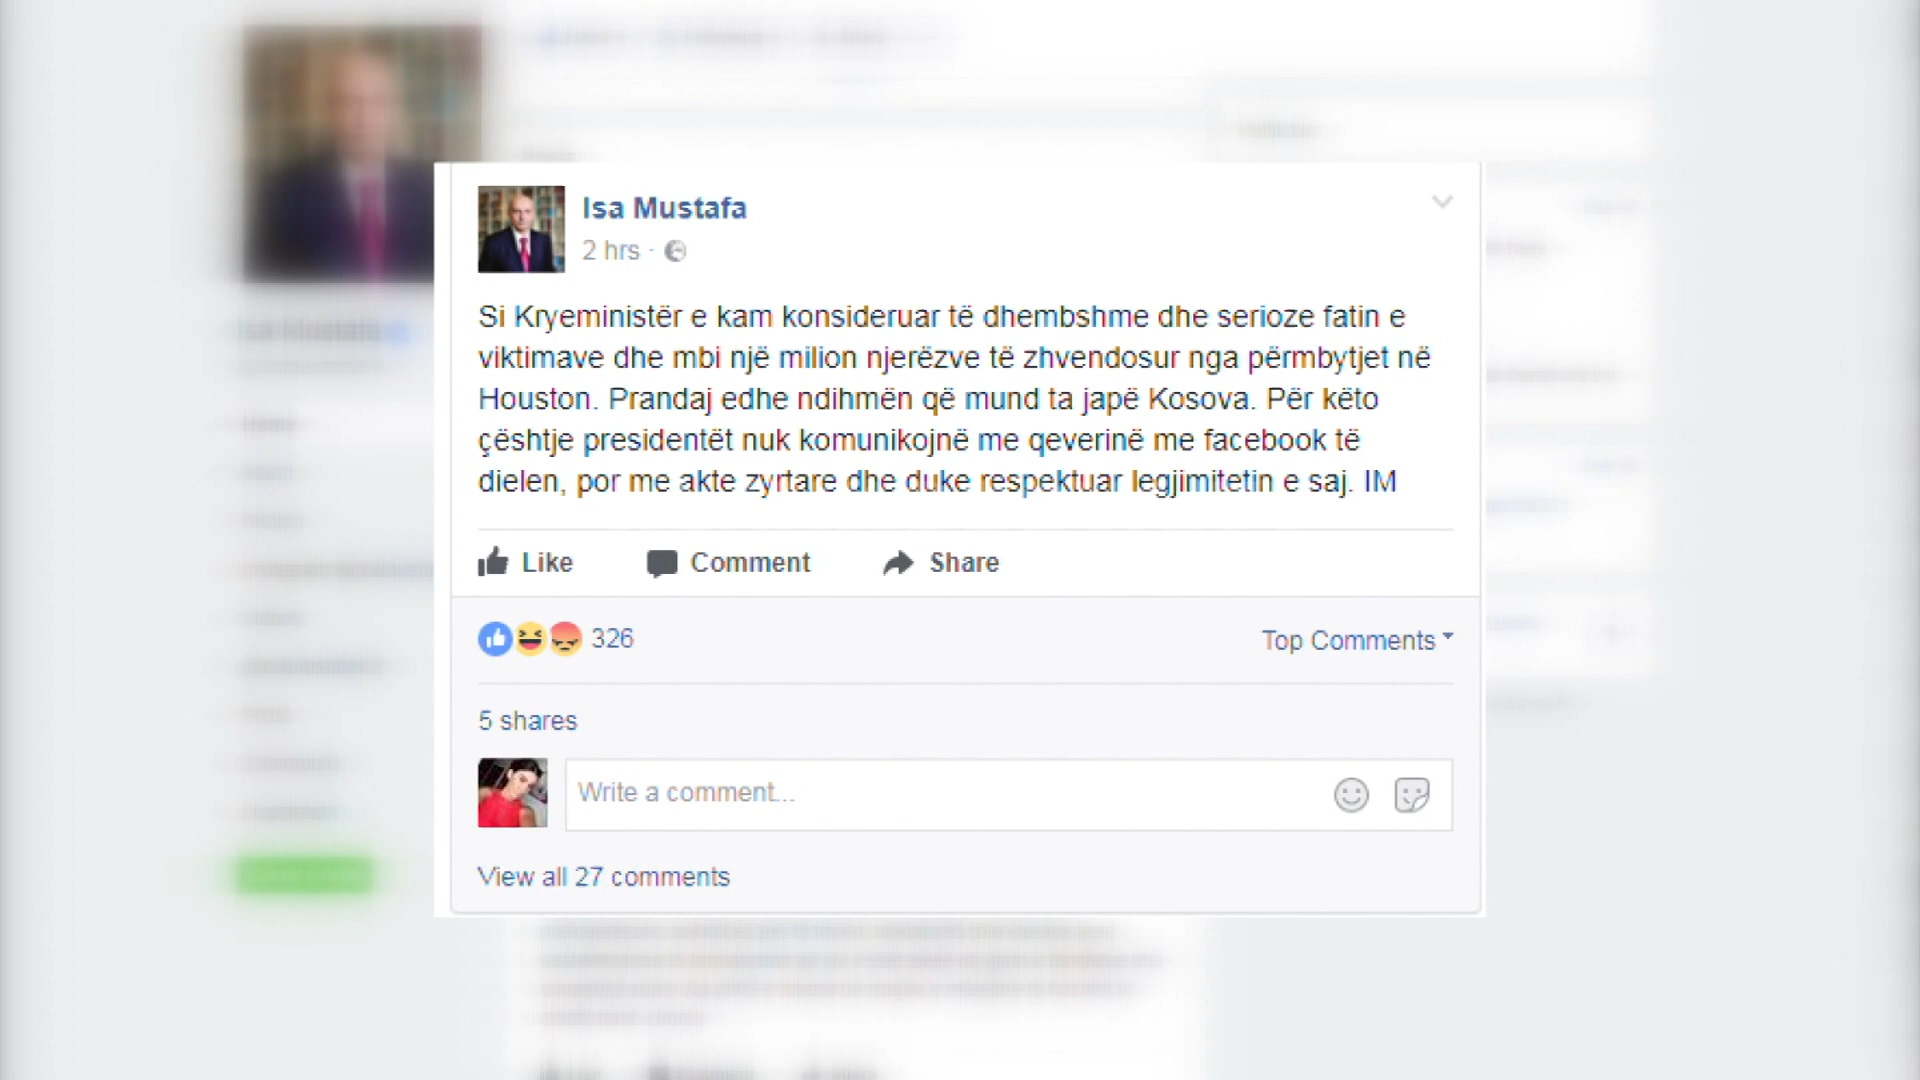 Isa Mustafa
2 hrs ·
Si Kryeministër e kam konsideruar të dhembshme dhe serioze fatin e
viktimave dhe mbi një milion njerëzve të zhvendosur nga përmbytjet në
Houston. Prandaj edhe ndihmën që mund ta japë Kosova. Për këto
çështje presidentët nuk komunikojnë me qeverinë me facebook të
dielen, por me akte zyrtare dhe duke respektuar legjimitetin e saj. IM
Like Comment Share
326 Top Comments
5 shares
Write a comment...
View all 27 comments